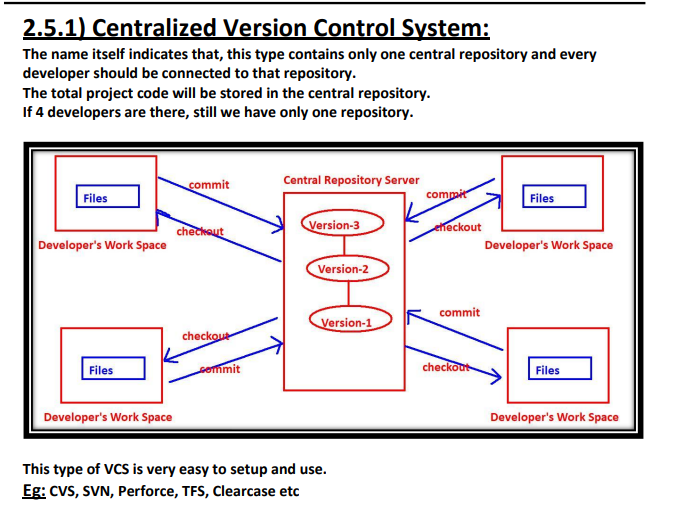 2.5.1) Centralized Version Control System:
The name itself indicates that, this type contains only one central repository and every
developer should be connected to that repository.
The total project code will be stored in the central repository.
If 4 developers are there, still we have only one repository.
Files
Developer's Work Space
commit
checkout
Central Repository Server
Version-3
Version-2
Version-1
commit
checkout
Files
Developer's Work Space
checkout
commit
Files
Developer's Work Space
commit
checkout
Files
Developer's Work Space
This type of VCS is very easy to setup and use.
Eg: CVS, SVN, Perforce, TFS, Clearcase etc